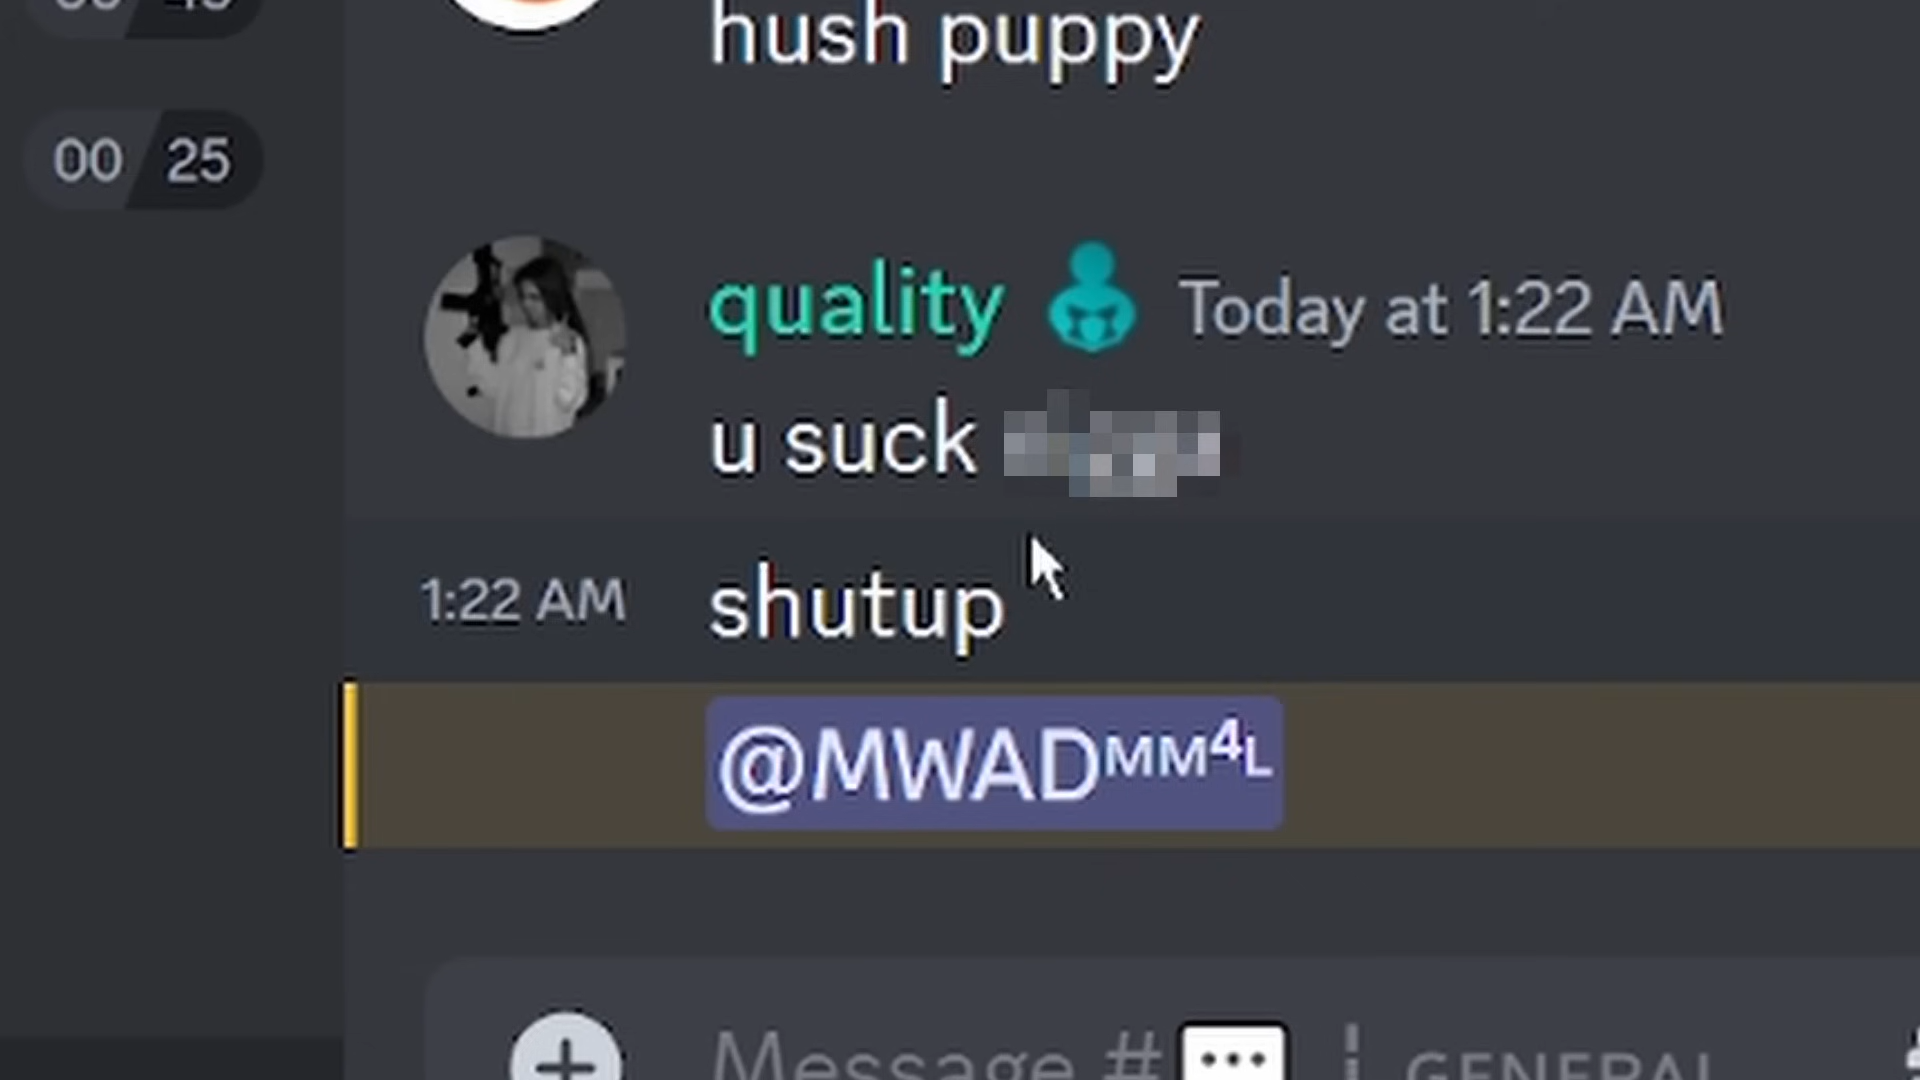 hush puppy
00 25
quality Today at 1:22 AM
u suck
1:22 AM shutup
@MWADᴹᴹ⁴ᴸ
Message # GENERAL